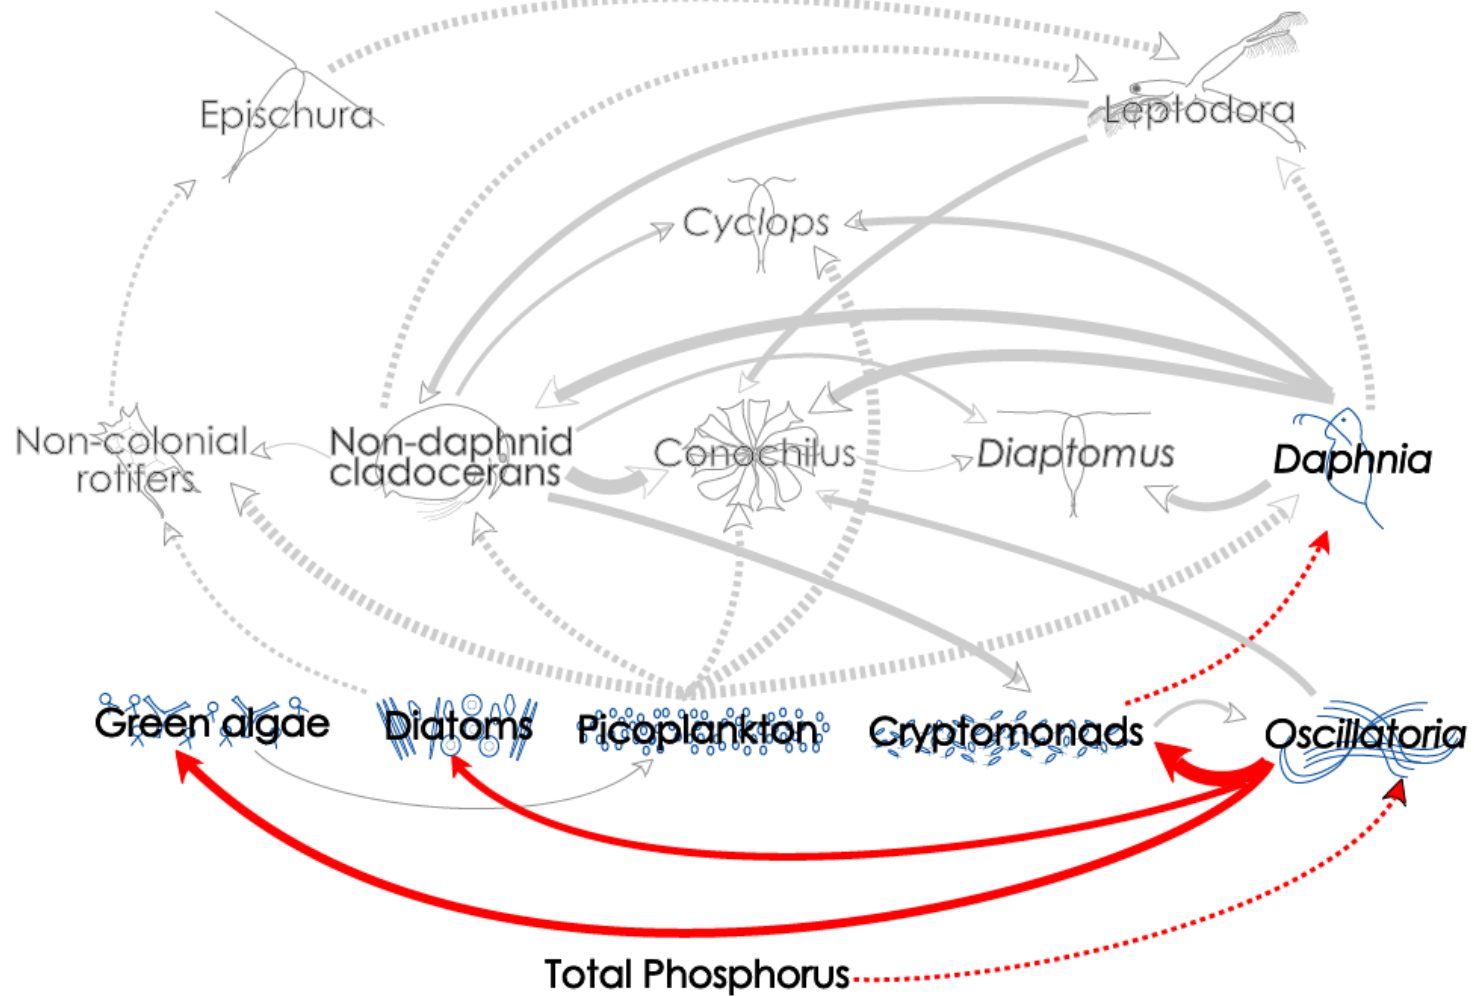 Epischura
Leptodora
Cyclops
Non-colonial
rotifers
Non-daphnid
cladocerans
Conochilus
Diaptomus
Daphnia
Green algae
Diatoms
Picoplankton
Cryptomonads
Oscillatoria
Total Phosphorus